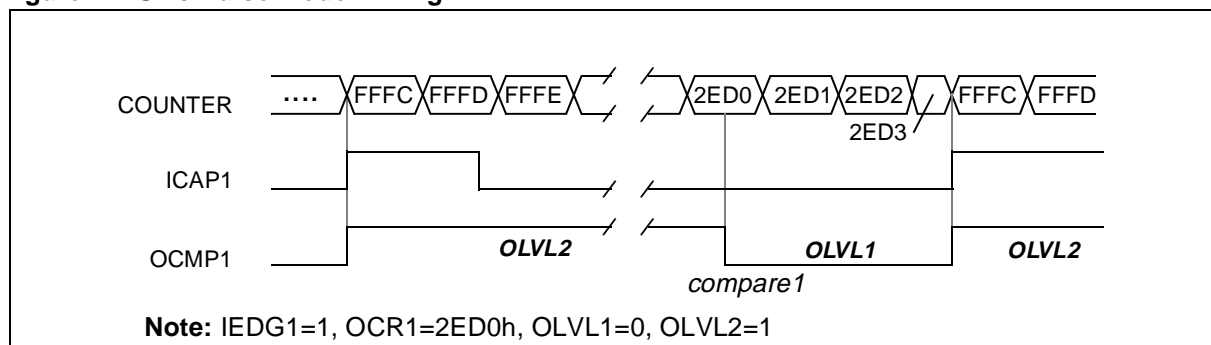 COUNTER .... FFFC FFFD FFFE 2ED0 2ED1 2ED2 FFFC FFFD
2ED3
ICAP1
OCMP1 OLVL2 OLVL1 OLVL2
compare1
Note: IEDG1=1, OCR1=2ED0h, OLVL1=0, OLVL2=1